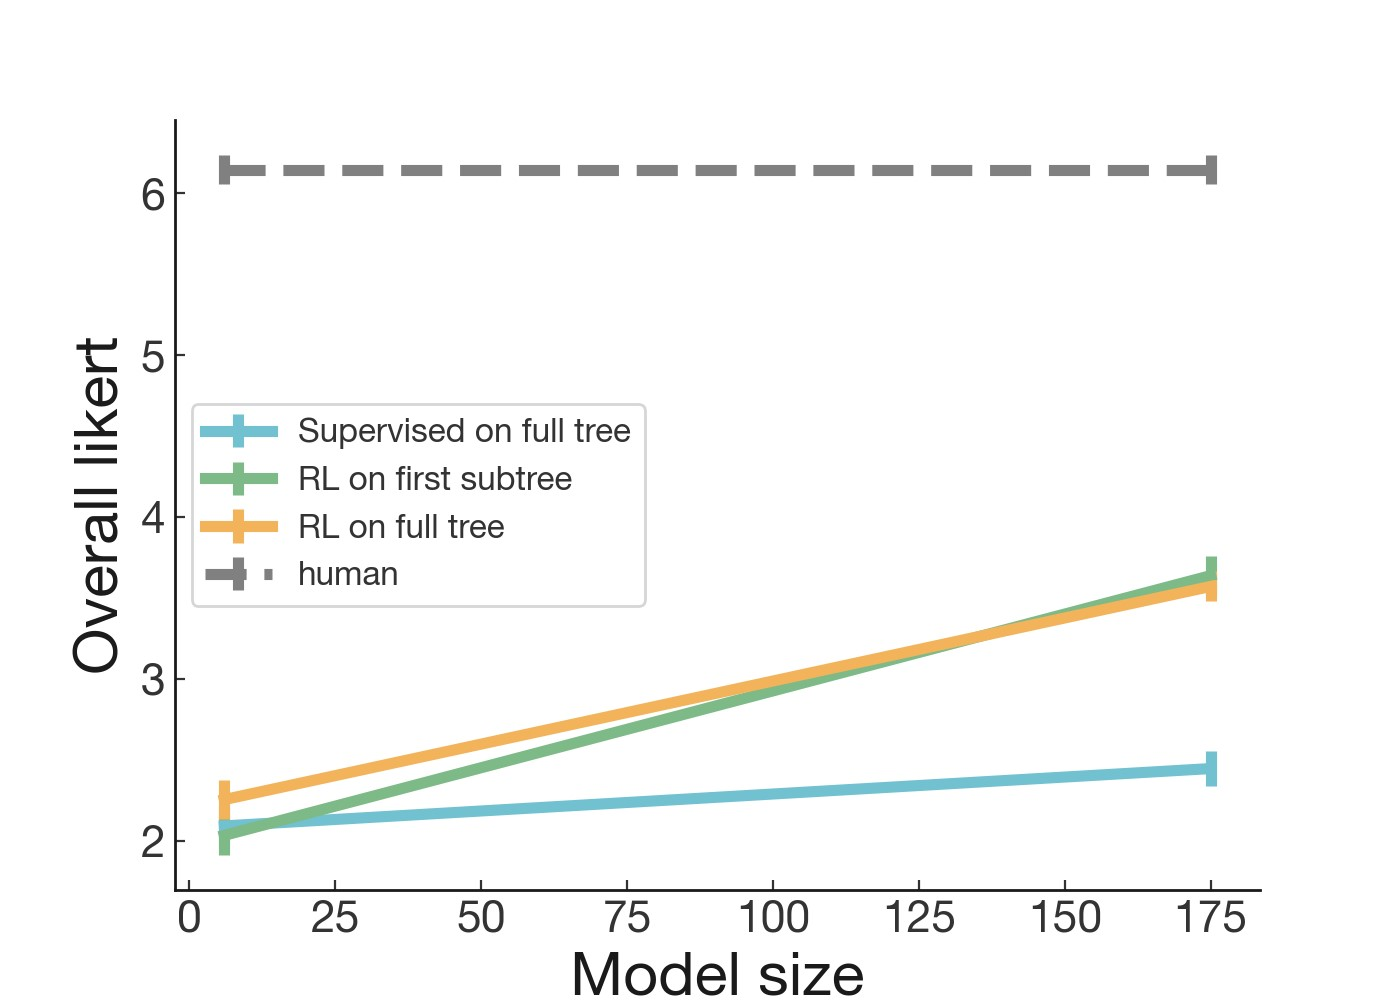 6
5
4
3
2
Overall likert
Supervised on full tree
RL on first subtree
RL on full tree
human
0 25 50 75 100 125 150 175
Model size